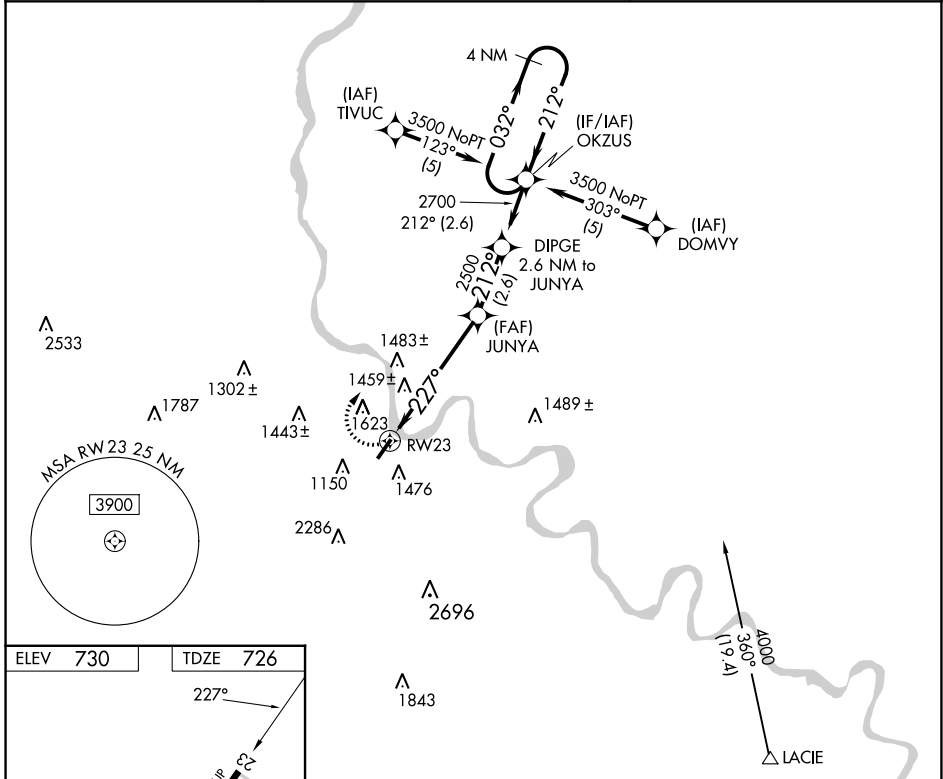 4 NM
032°
212°
(IAF)
TIVUC
3500 NoPT
123°
(5)
(IF/IAF)
OKZUS
3500 NoPT
303°
(5)
(IAF)
DOMVY
2700
212° (2.6)
DIPGE
2.6 NM to
JUNYA
2500
212°
(2.6)
(FAF)
JUNYA
227°
2533
1302±
1787
1443±
1483±
1459±
1623
RW23
1489±
1150
1476
2286
2696
1843
MSA RW23 25 NM
3900
4000
360°
(19.4)
LACIE
ELEV 730
TDZE 726
227°
23